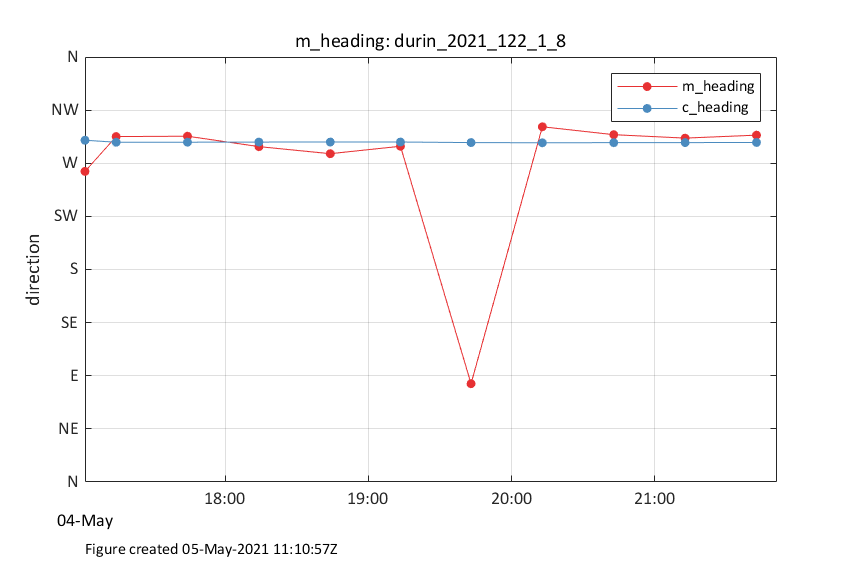 m_heading: durin_2021_122_1_8
N
NW
W
SW
S
SE
E
NE
N
direction
m_heading
c_heading
18:00
19:00
20:00
21:00
04-May
Figure created 05-May-2021 11:10:57Z